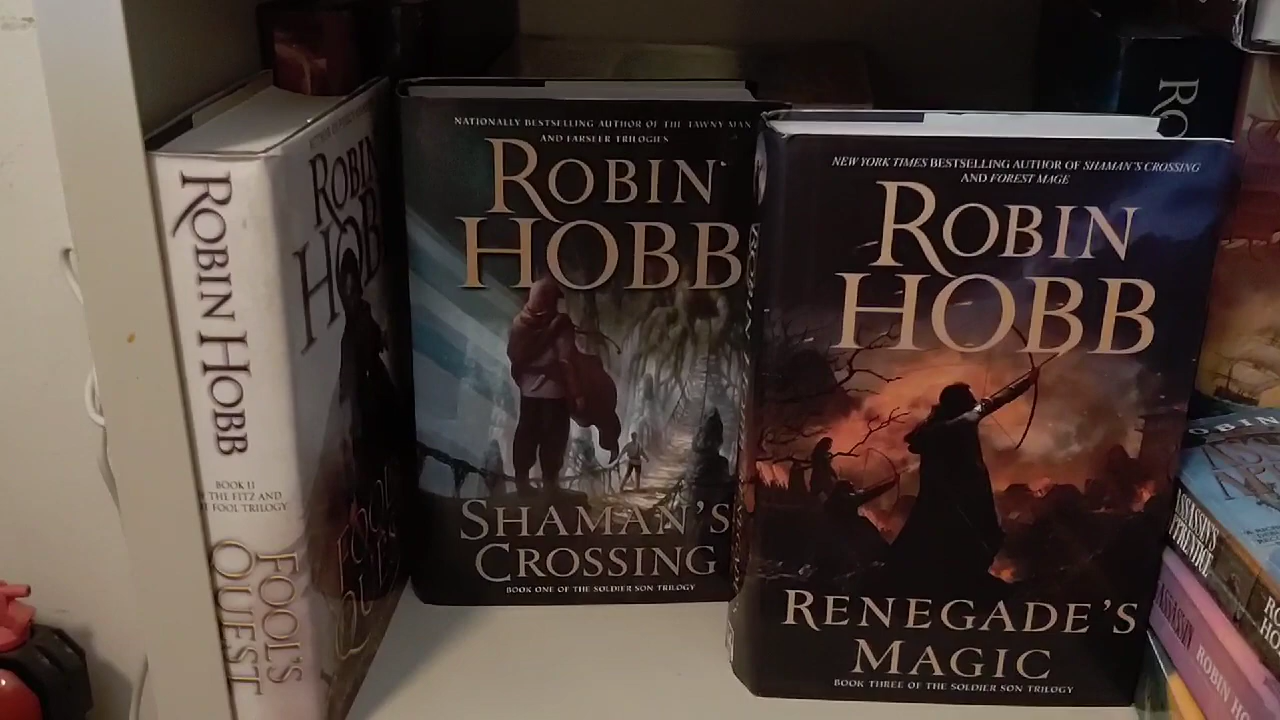 ROBIN HOBB
BOOK II
THE FITZ AND
FOOL TRILOGY
FOOL'S
QUEST
ROBIN
HOBB
NATIONALLY BESTSELLING AUTHOR OF THE TAWNY MAN
AND FARSEER TRILOGIES
ROBIN
HOBB
SHAMAN'S
CROSSING
BOOK ONE OF THE SOLDIER SON TRILOGY
NEW YORK TIMES BESTSELLING AUTHOR OF SHAMAN'S CROSSING
AND FOREST MAGE
ROBIN
HOBB
RENEGADE'S
MAGIC
BOOK THREE OF THE SOLDIER SON TRILOGY
RO
ASSASSIN'S
ROBIN